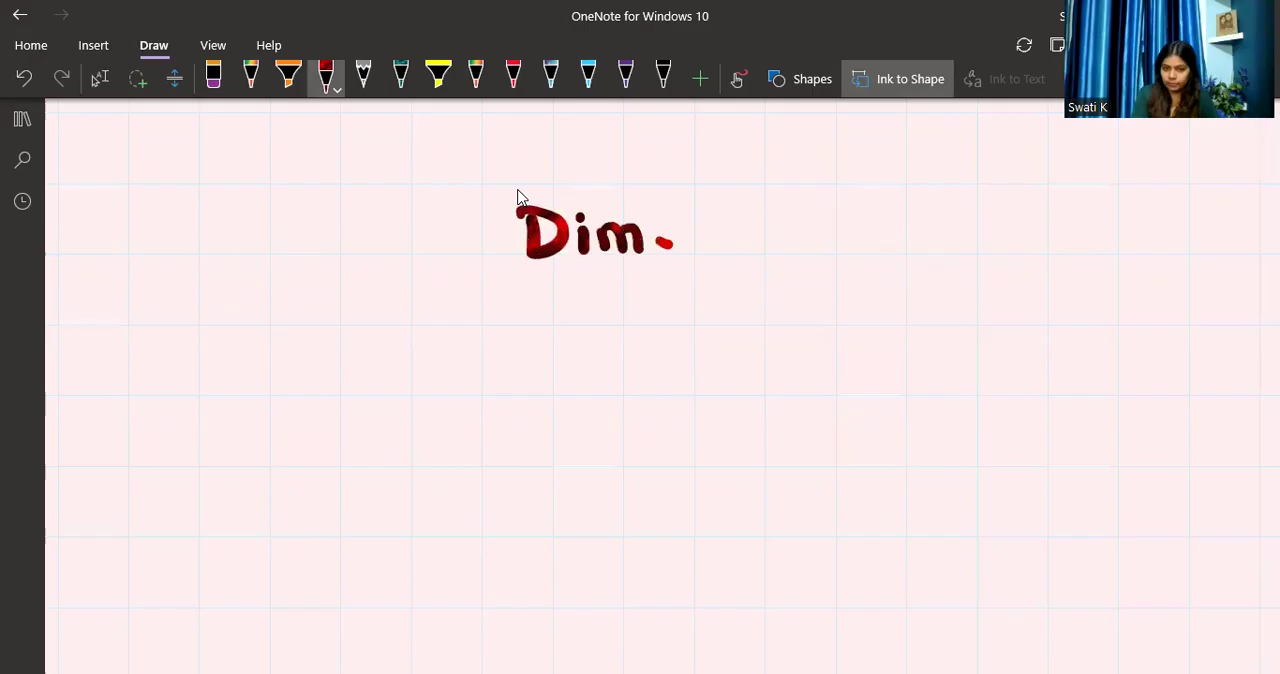 OneNote for Windows 10
S
Home Insert Draw View Help
Shapes Ink to Shape Ink to Text
Swati K
Dim.